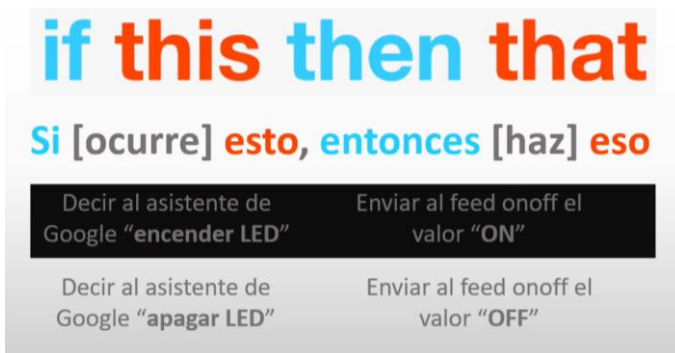 if this then that
Si [ocurre] esto, entonces [haz] eso
Decir al asistente de
Google “encender LED”
Enviar al feed onoff el
valor “ON”
Decir al asistente de
Google “apagar LED”
Enviar al feed onoff el
valor “OFF”